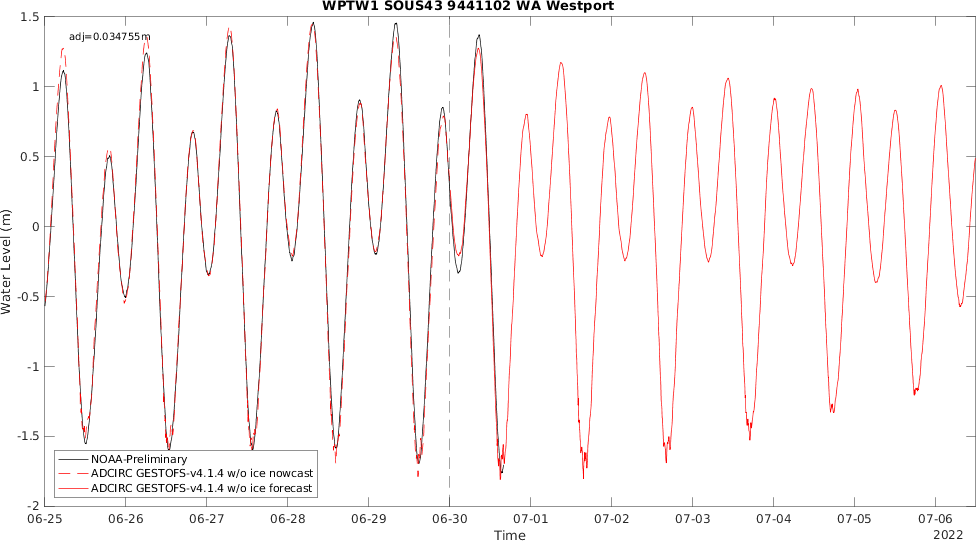 WPTW1 SOUS43 9441102 WA Westport
adj=0.034755m
1.5
1
0.5
0
-0.5
-1
-1.5
-2
Water Level (m)
NOAA-Preliminary
ADCIRC GESTOFS-v4.1.4 w/o ice nowcast
ADCIRC GESTOFS-v4.1.4 w/o ice forecast
06-25 06-26 06-27 06-28 06-29 06-30 07-01 07-02 07-03 07-04 07-05 07-06
Time
2022